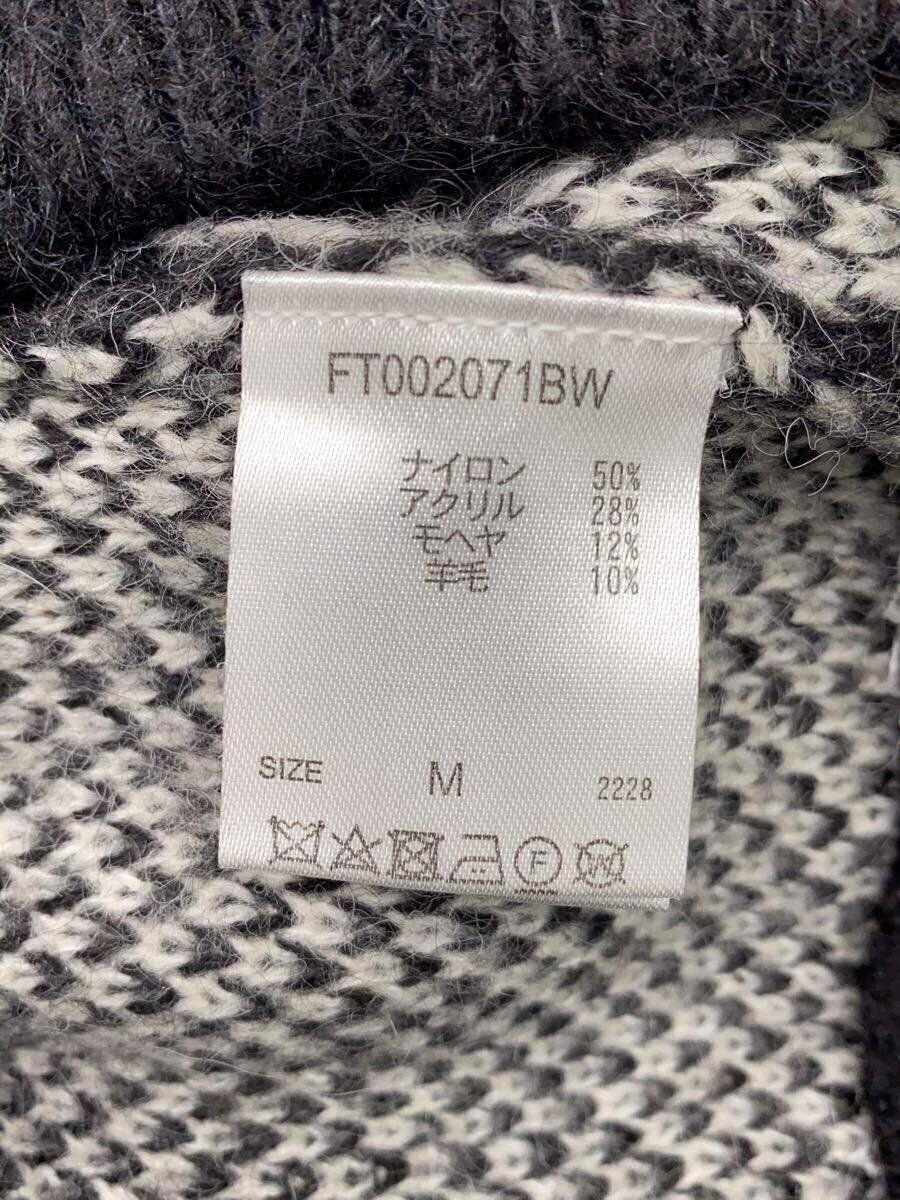 FT002071BW
ナイロン 50%
アクリル 28%
モヘヤ 12%
羊毛 10%
SIZE M 2228
F W